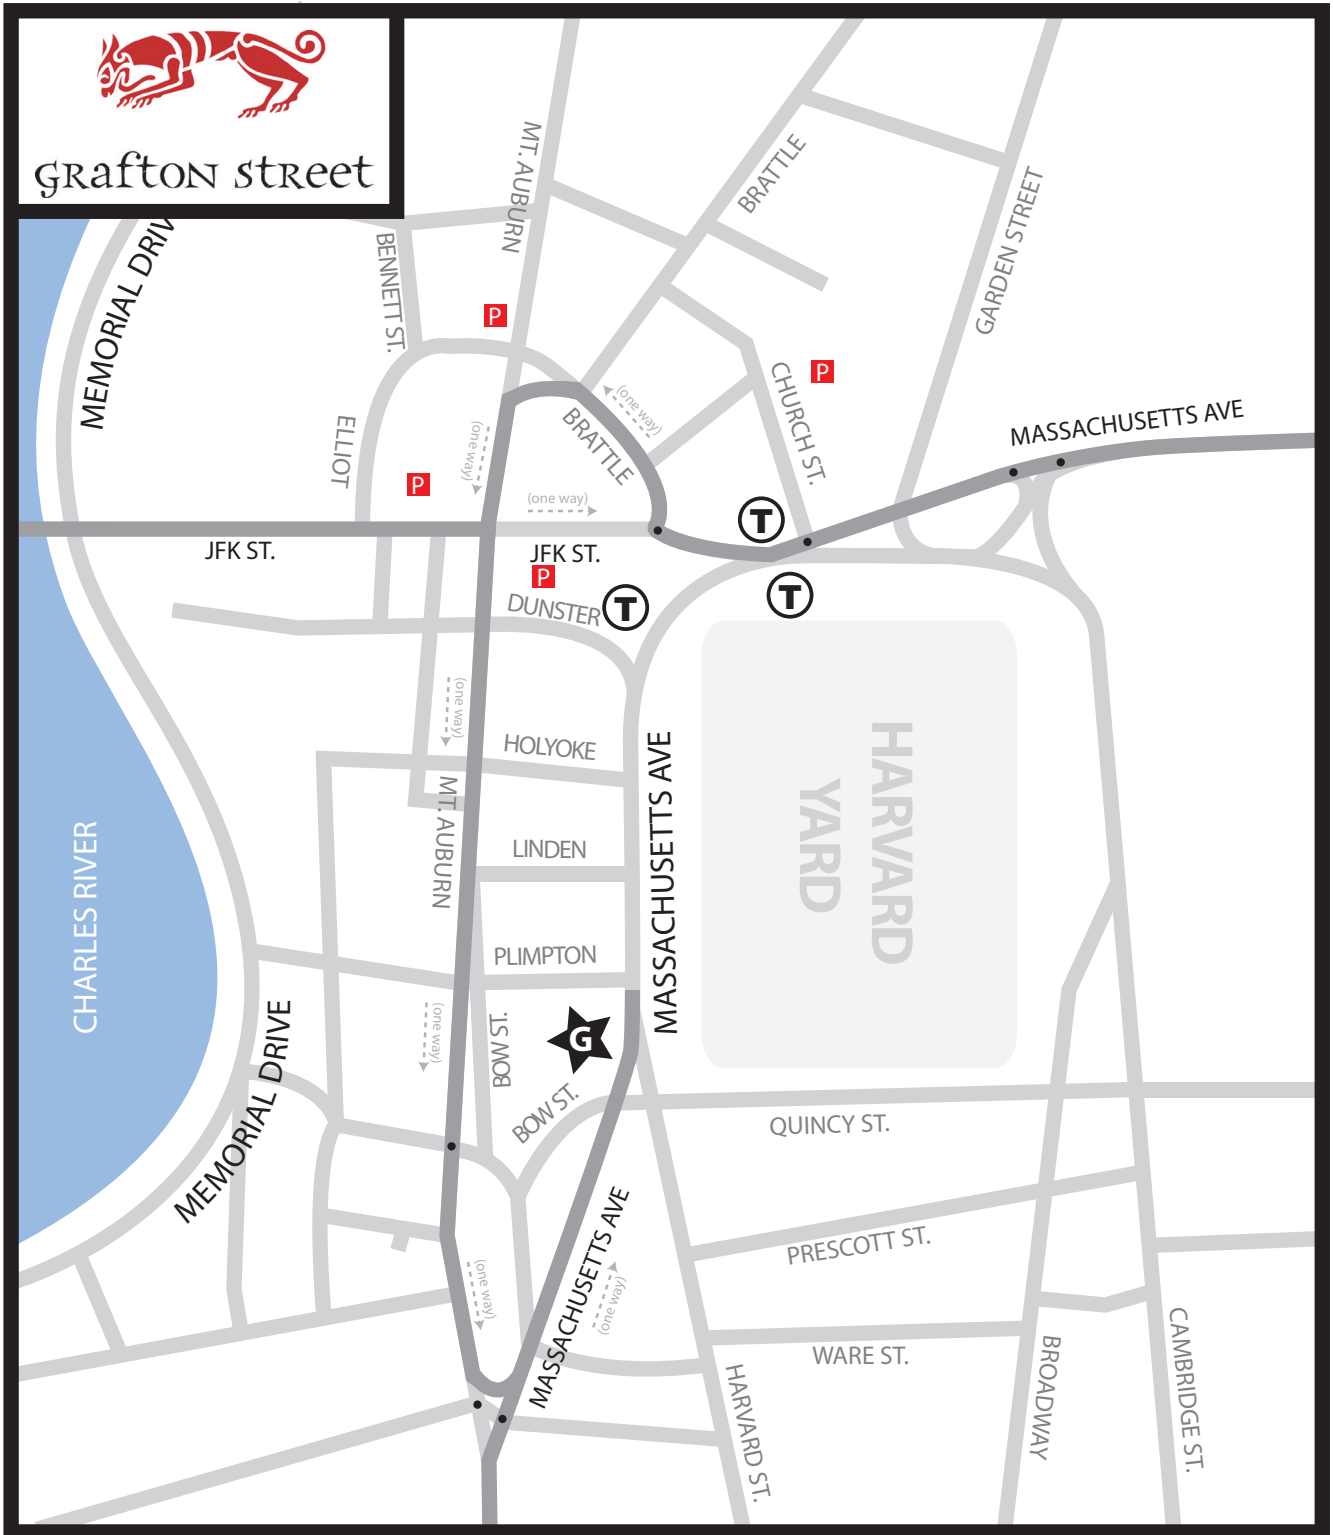 grafton street
MT. AUBURN
BRATTLE
GARDEN STREET
MEMORIAL DRIV
BENNETT ST.
P
P
CHURCH ST.
(one way)
MASSACHUSETTS AVE
BRATTLE
ELLIOT
(one way)
P
(one way)
T
JFK ST.
JFK ST.
P
DUNSTER
T
T
(one way)
HOLYOKE
MASSACHUSETTS AVE
HARVARD
YARD
MT. AUBURN
LINDEN
CHARLES RIVER
PLIMPTON
(one way)
BOW ST.
G
MEMORIAL DRIVE
BOW ST.
QUINCY ST.
MASSACHUSETTS AVE
PRESCOTT ST.
(one way)
(one way)
WARE ST.
HARVARD ST.
BROADWAY
CAMBRIDGE ST.